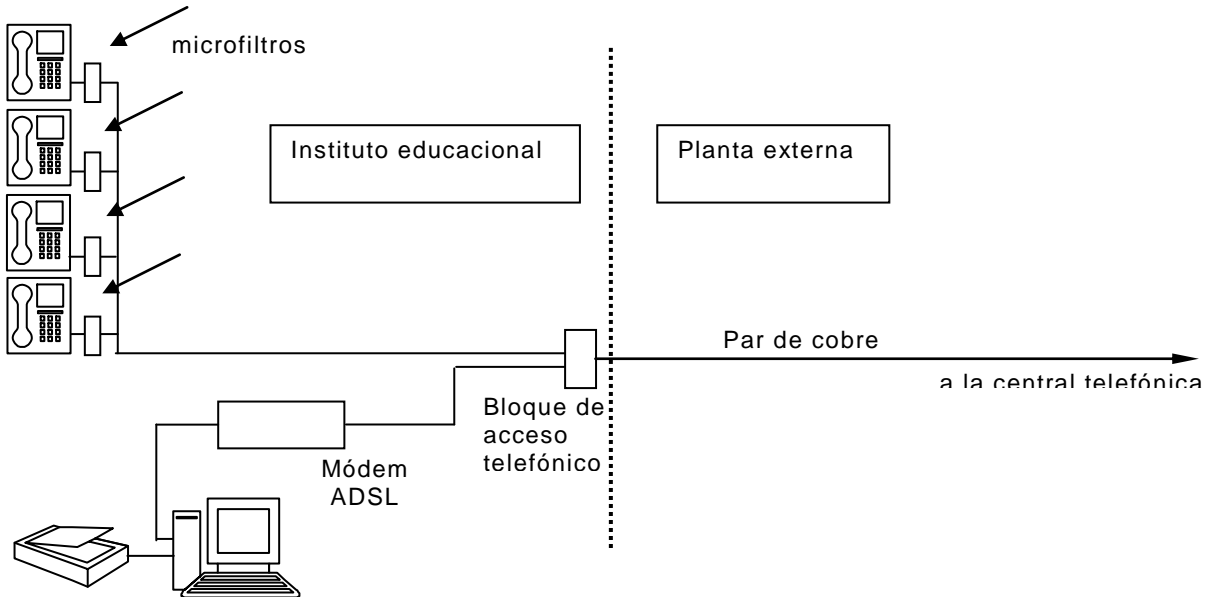 microfiltros
Instituto educacional
Planta externa
Par de cobre
a la central telefónica
Bloque de
acceso
telefónico
Módem
ADSL